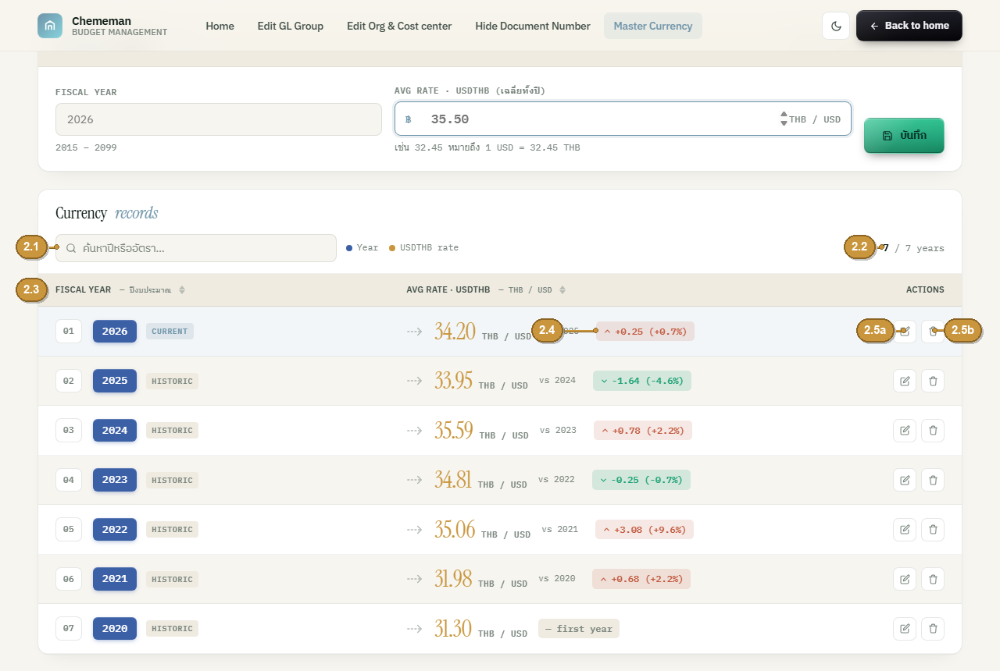 Chememan
BUDGET MANAGEMENT
Home
Edit GL Group
Edit Org & Cost center
Hide Document Number
Master Currency
Back to home
FISCAL YEAR
AVG RATE · USDTHB (เฉลี่ยทั้งปี)
2026
฿ 35.50 THB / USD
บันทึก
2015 – 2099
เช่น 32.45 หมายถึง 1 USD = 32.45 THB
Currency records
2.1 ค้นหาปีหรืออัตรา... Year USDTHB rate 2.2 7 / 7 years
2.3 FISCAL YEAR — ปีงบประมาณ AVG RATE · USDTHB — THB / USD ACTIONS
01 2026 CURRENT 34.20 THB / USD 2.4 +0.25 (+0.7%) 2.5a 2.5b
02 2025 HISTORIC 33.95 THB / USD vs 2024 -1.64 (-4.6%)
03 2024 HISTORIC 35.59 THB / USD vs 2023 +0.78 (+2.2%)
04 2023 HISTORIC 34.81 THB / USD vs 2022 -0.25 (-0.7%)
05 2022 HISTORIC 35.06 THB / USD vs 2021 +3.08 (+9.6%)
06 2021 HISTORIC 31.98 THB / USD vs 2020 +0.68 (+2.2%)
07 2020 HISTORIC 31.30 THB / USD — first year